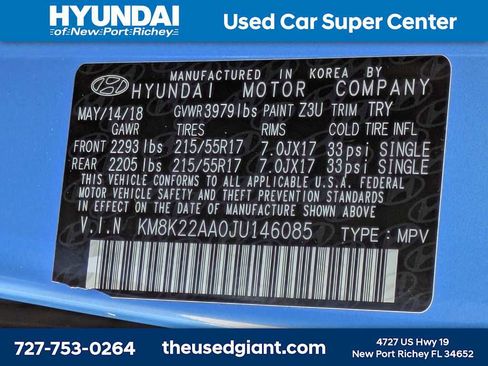 HYUNDAI
of New Port Richey
Used Car Super Center
MANUFACTURED IN KOREA BY
HYUNDAI MOTOR COMPANY
MAY/14/18 GVWR 3979lbs PAINT Z3U TRIM TRY
GAWR TIRES RIMS COLD TIRE INFL
FRONT 2293 lbs 215/55R17 7.0JX17 33psi SINGLE
REAR 2205 lbs 215/55R17 7.0JX17 33psi SINGLE
THIS VEHICLE CONFORMS TO ALL APPLICABLE U.S.A. FEDERAL
MOTOR VEHICLE SAFETY AND THEFT PREVENTION STANDARDS
IN EFFECT ON THE DATE OF MANUFACTURE SHOWN ABOVE
V.I.N KM8K22AA0JU146085 TYPE: MPV
727-753-0264
theusedgiant.com
4727 US Hwy 19
New Port Richey FL 34652